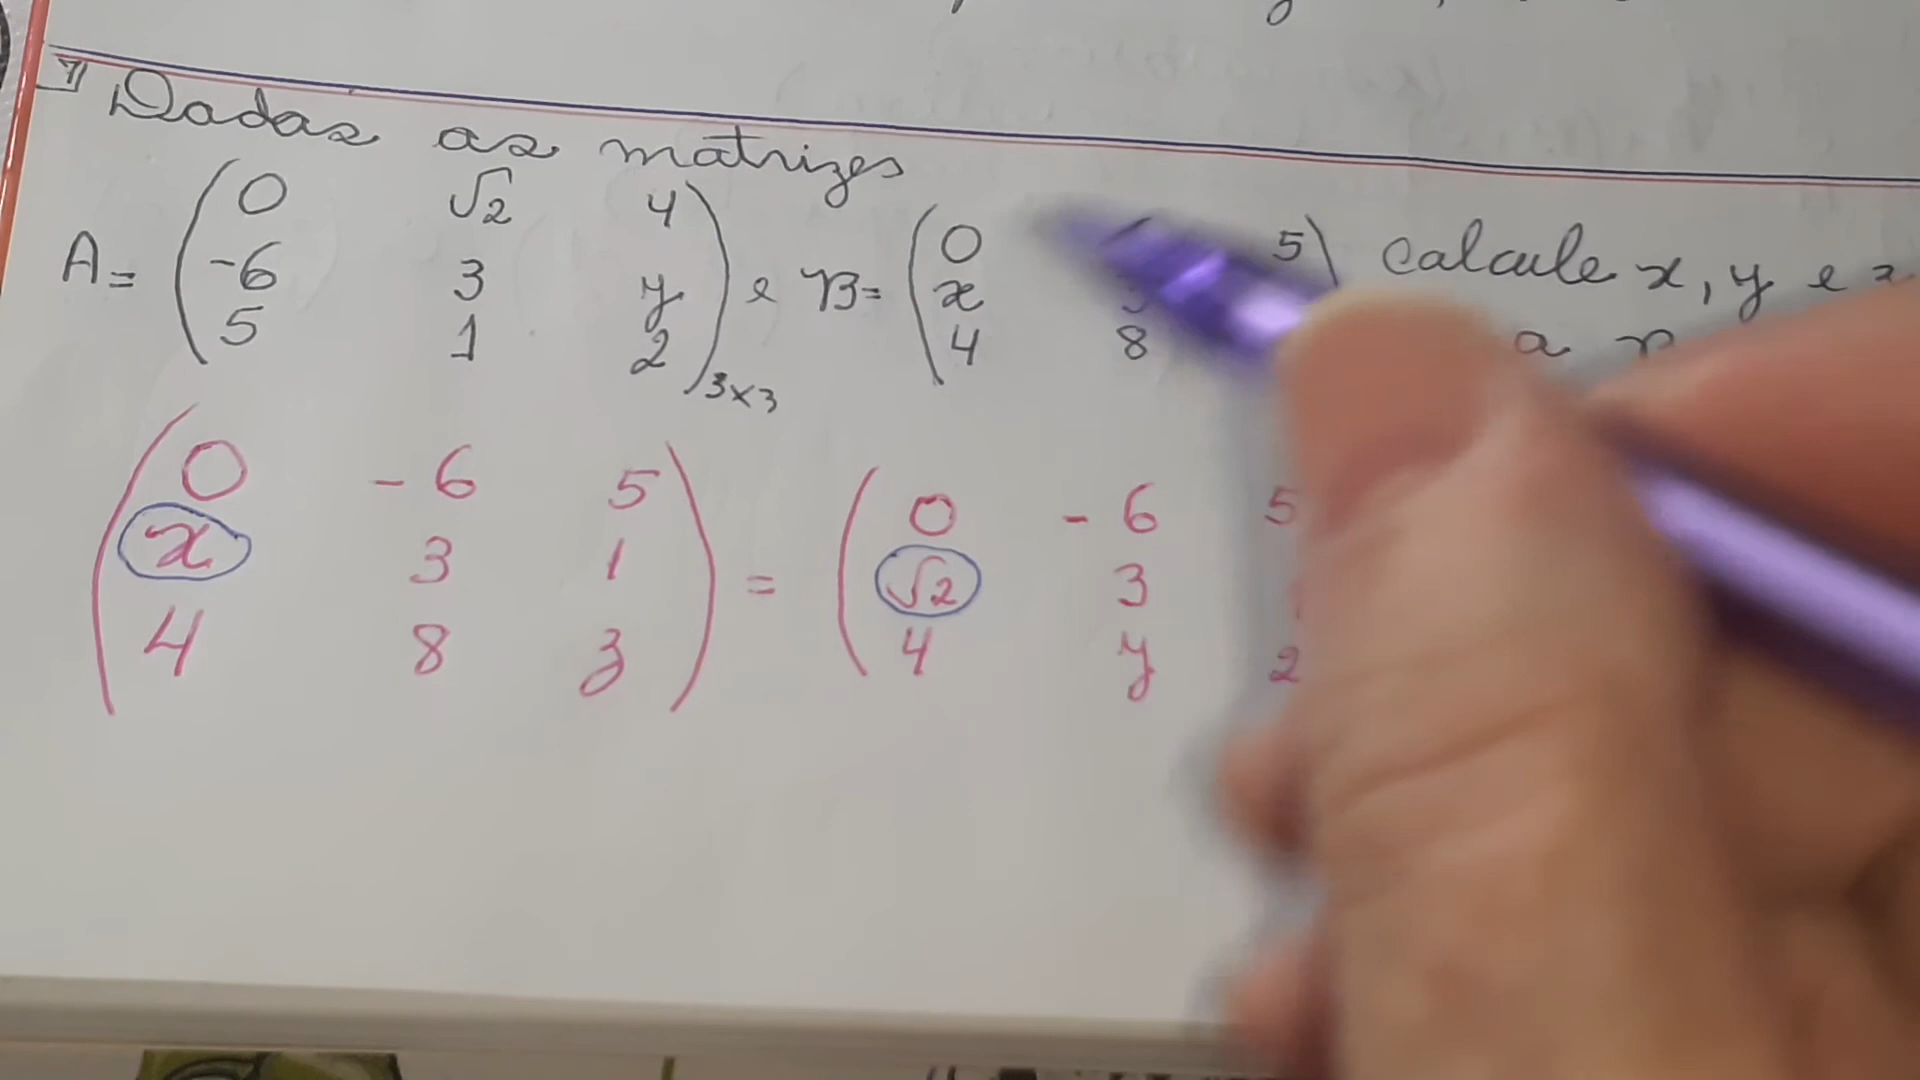 7 Dadas as matrizes
A = ( 0 √2 4 ) e B = ( 0 5 ) calcule x, y e
-6 3 y x
5 1 2 3x3 4 8 a
( 0 -6 5 ) = ( 0 -6 5
x 3 1 √2 3
4 8 z 4 y 2